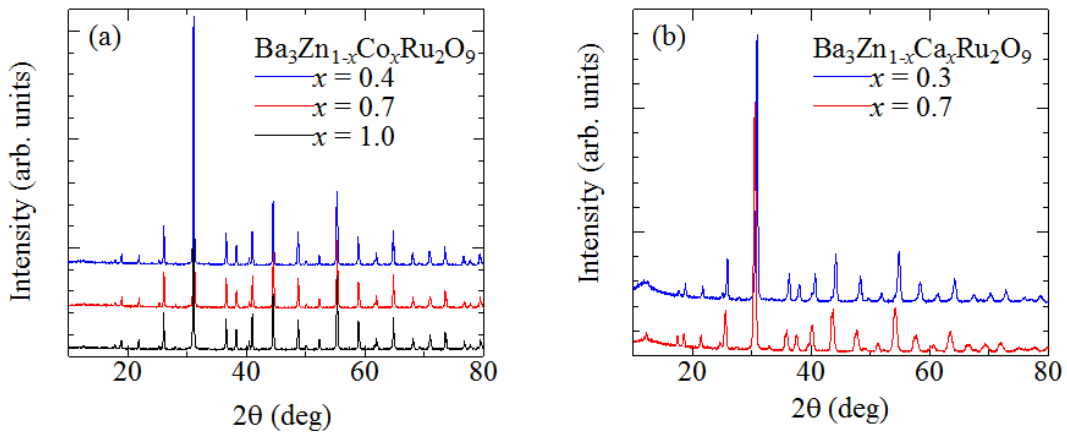 (a)
Ba₃Zn₁₋ₓCoₓRu₂O₉
x = 0.4
x = 0.7
x = 1.0
Intensity (arb. units)
20 40 60 80
2θ (deg)
(b)
Ba₃Zn₁₋ₓCaₓRu₂O₉
x = 0.3
x = 0.7
Intensity (arb. units)
20 40 60 80
2θ (deg)